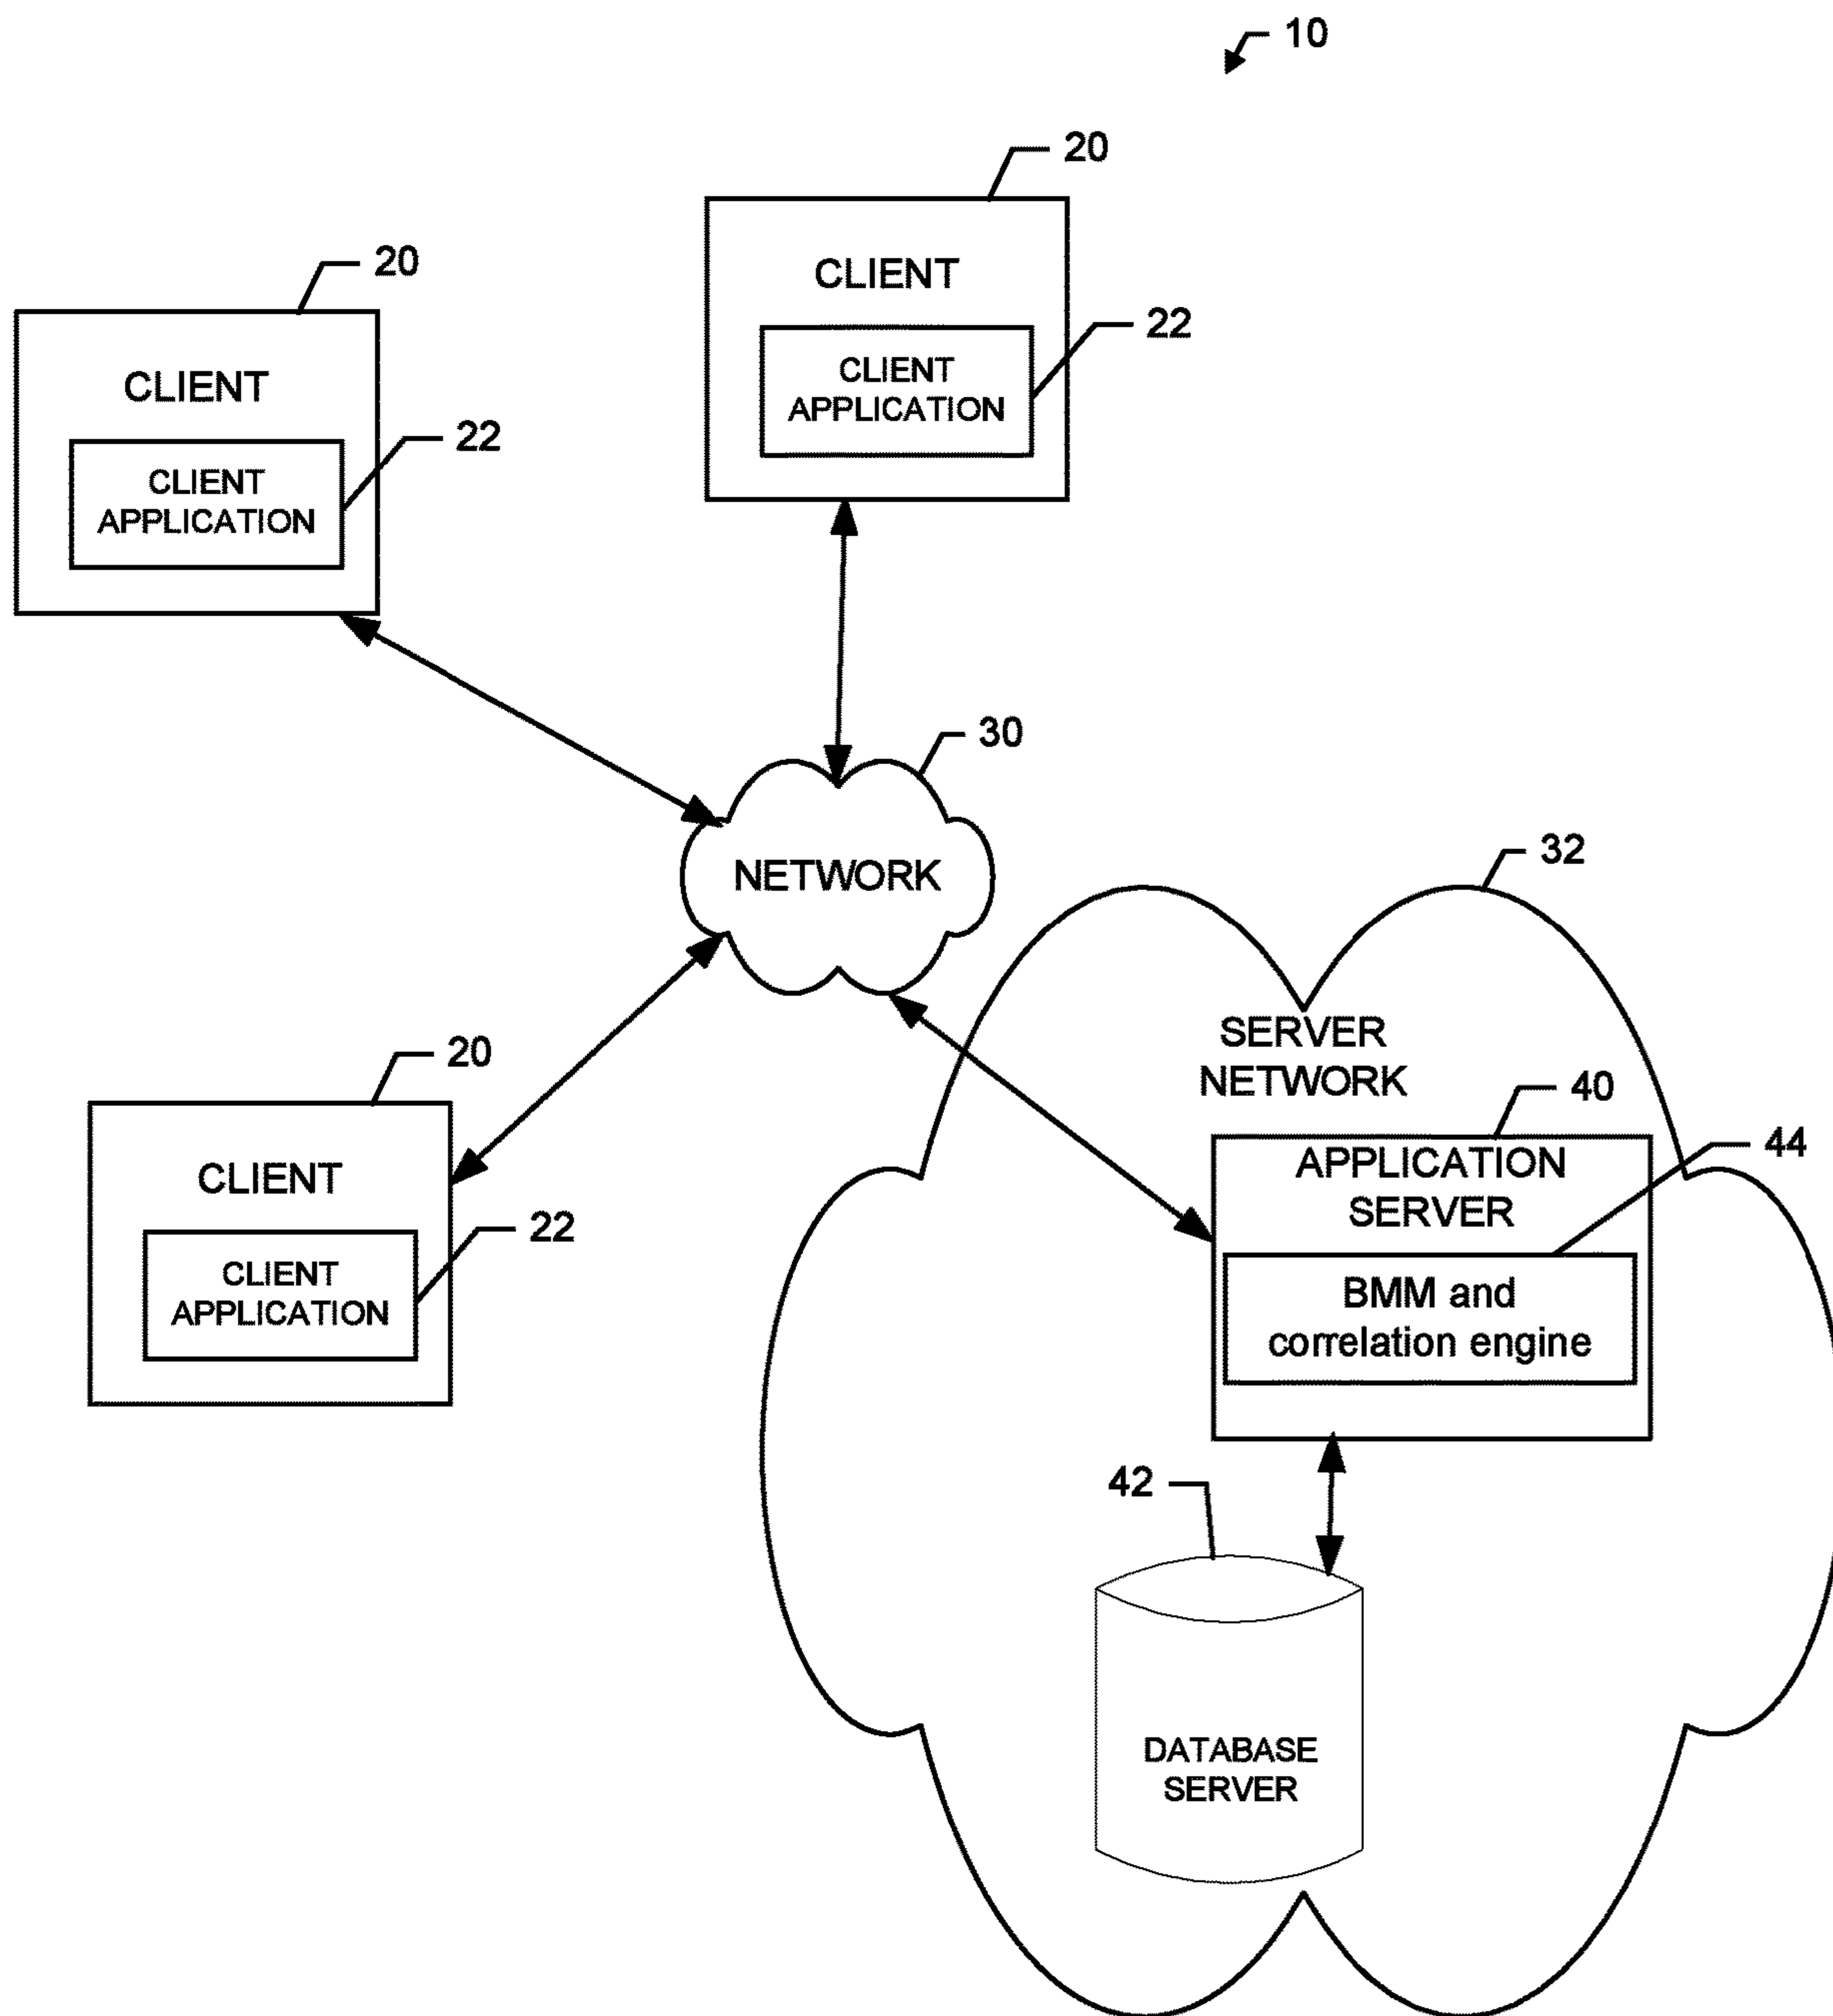 10
20
CLIENT
22
CLIENT
APPLICATION
20
CLIENT
22
CLIENT
APPLICATION
30
NETWORK
32
SERVER
NETWORK
20
CLIENT
22
CLIENT
APPLICATION
40
APPLICATION
SERVER
44
BMM and
correlation engine
42
DATABASE
SERVER